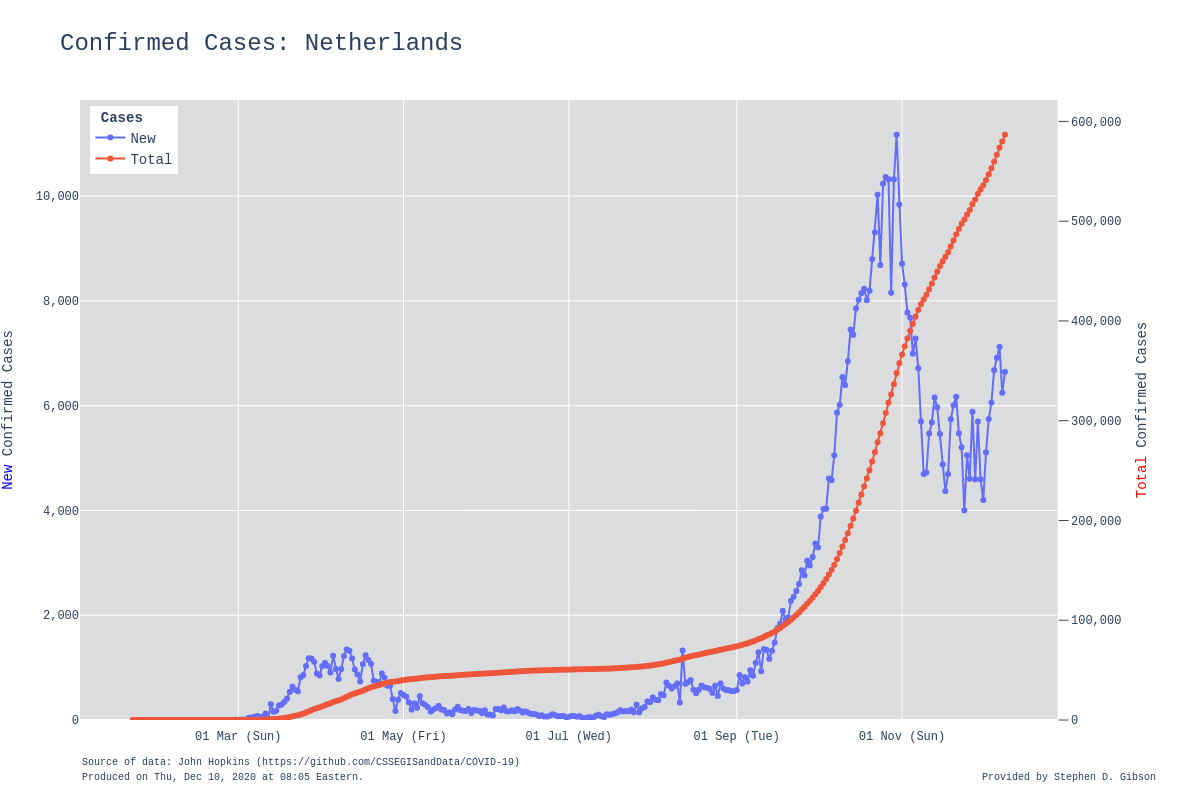 Confirmed Cases: Netherlands
Cases
New
Total
10,000
8,000
6,000
4,000
2,000
0
New Confirmed Cases
600,000
500,000
400,000
300,000
200,000
100,000
0
Total Confirmed Cases
01 Mar (Sun) 01 May (Fri) 01 Jul (Wed) 01 Sep (Tue) 01 Nov (Sun)
Source of data: John Hopkins (https://github.com/CSSEGISandData/COVID-19)
Produced on Thu, Dec 10, 2020 at 08:05 Eastern.
Provided by Stephen D. Gibson